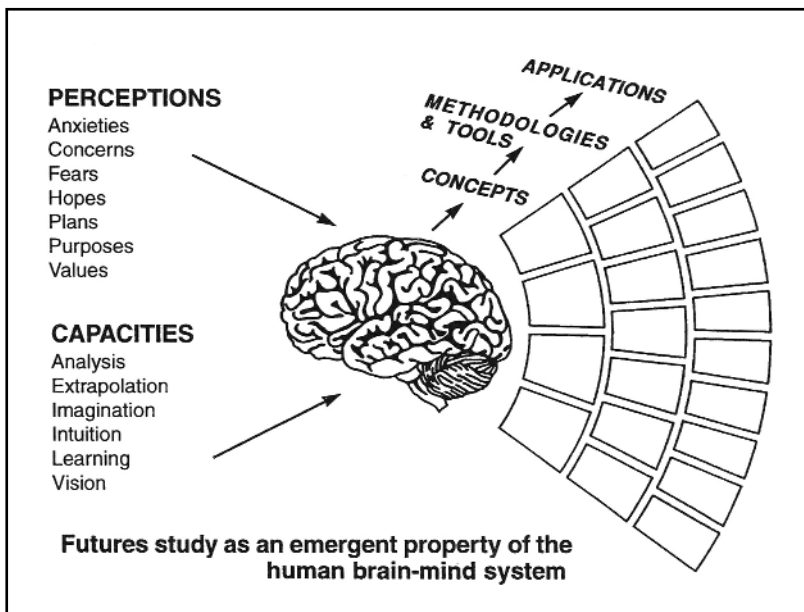 PERCEPTIONS
Anxieties
Concerns
Fears
Hopes
Plans
Purposes
Values
CAPACITIES
Analysis
Extrapolation
Imagination
Intuition
Learning
Vision
APPLICATIONS
METHODOLOGIES
& TOOLS
CONCEPTS
Futures study as an emergent property of the
human brain-mind system